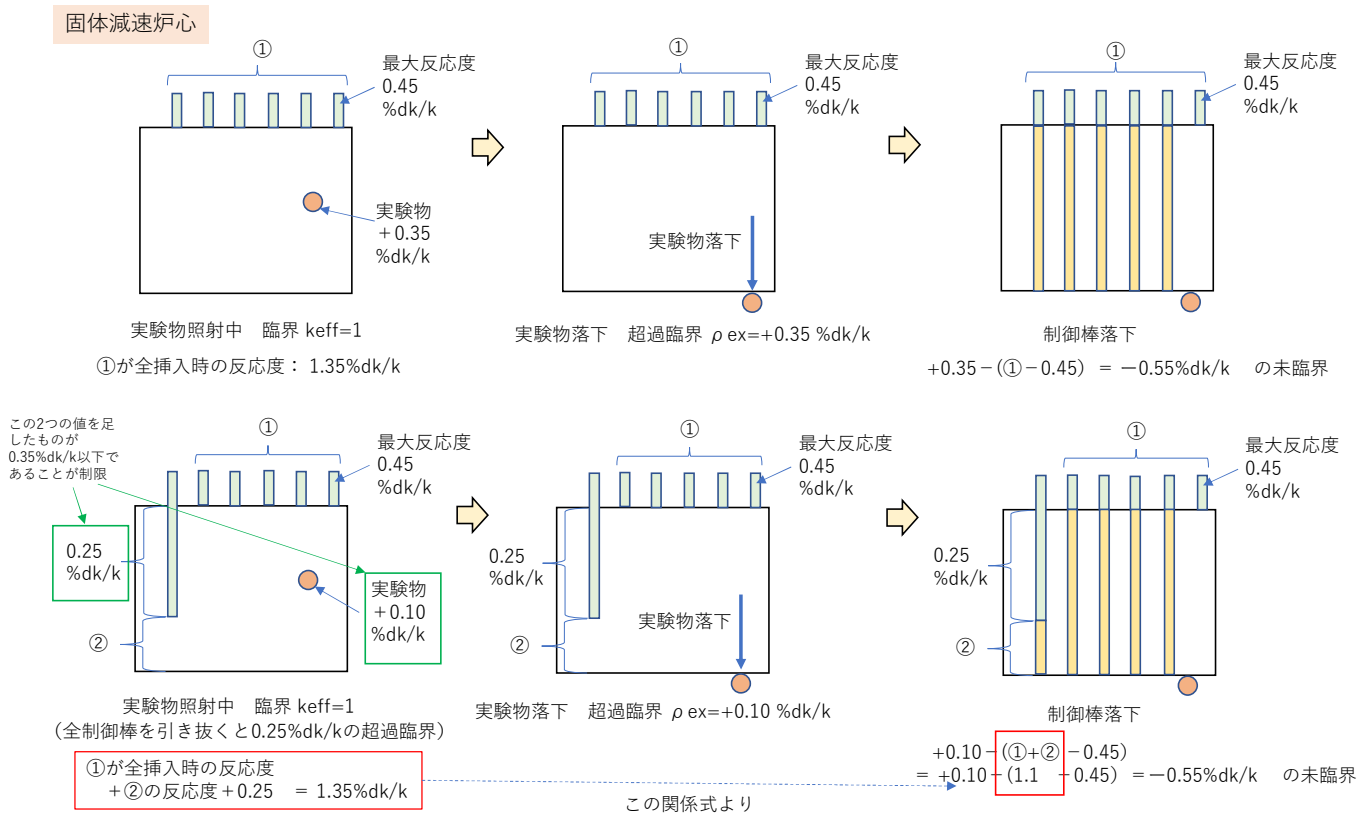 固体減速炉心
①
最大反応度
0.45
%dk/k
実験物
+0.35
%dk/k
実験物照射中　臨界 keff=1
①が全挿入時の反応度： 1.35%dk/k
①
最大反応度
0.45
%dk/k
実験物落下
実験物落下　超過臨界 ρ ex=+0.35 %dk/k
①
最大反応度
0.45
%dk/k
制御棒落下
+0.35－(①－0.45) ＝ －0.55%dk/k　の未臨界
この2つの値を足
したものが
0.35%dk/k以下で
あることが制限
①
最大反応度
0.45
%dk/k
0.25
%dk/k
実験物
+0.10
%dk/k
②
実験物照射中　臨界 keff=1
（全制御棒を引き抜くと0.25%dk/kの超過臨界）
①が全挿入時の反応度
+②の反応度+0.25　= 1.35%dk/k
①
最大反応度
0.45
%dk/k
0.25
%dk/k
実験物落下
②
実験物落下　超過臨界 ρ ex=+0.10 %dk/k
この関係式より
①
最大反応度
0.45
%dk/k
0.25
%dk/k
②
制御棒落下
+0.10－(①+②－0.45)
= +0.10－(1.1　－0.45) ＝－0.55%dk/k　の未臨界